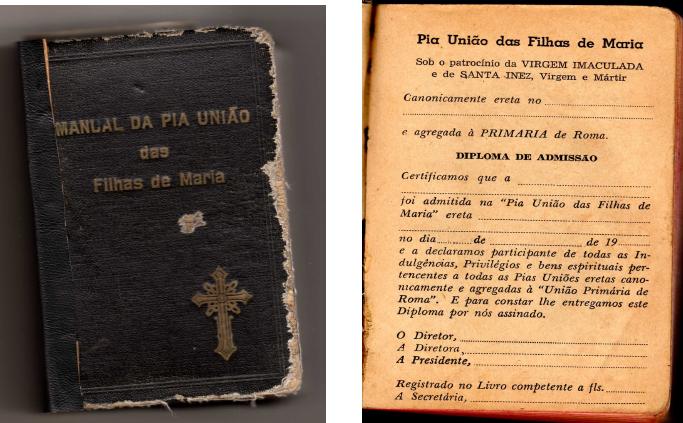 MANUAL DA PIA UNIÃO
das
Filhas de Maria
Pia União das Filhas de Maria
Sob o patrocínio da VIRGEM IMACULADA
e de SANTA INEZ, Virgem e Mártir
Canonicamente ereta no
e agregada à PRIMARIA de Roma.
DIPLOMA DE ADMISSÃO
Certificamos que a
foi admitida na "Pia União das Filhas de
Maria" ereta
no dia de de 19
e a declaramos participante de todas as In-
dulgências, Privilégios e bens espirituais per-
tencentes a todas as Pias Uniões eretas cano-
nicamente e agregadas à "União Primária de
Roma". E para constar lhe entregamos este
Diploma por nós assinado.
O Diretor,
A Diretora,
A Presidente,
Registrado no Livro competente a fls.
A Secretária,